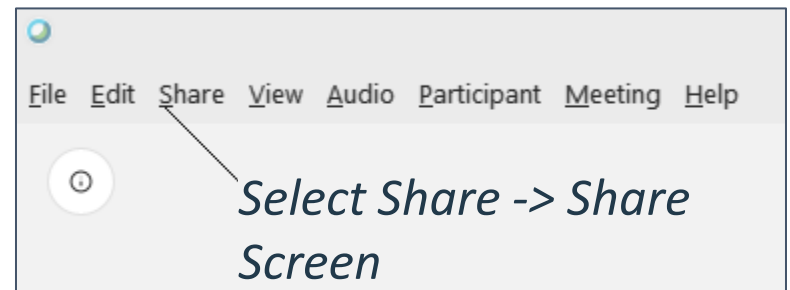 File Edit Share View Audio Participant Meeting Help
Select Share -> Share
Screen